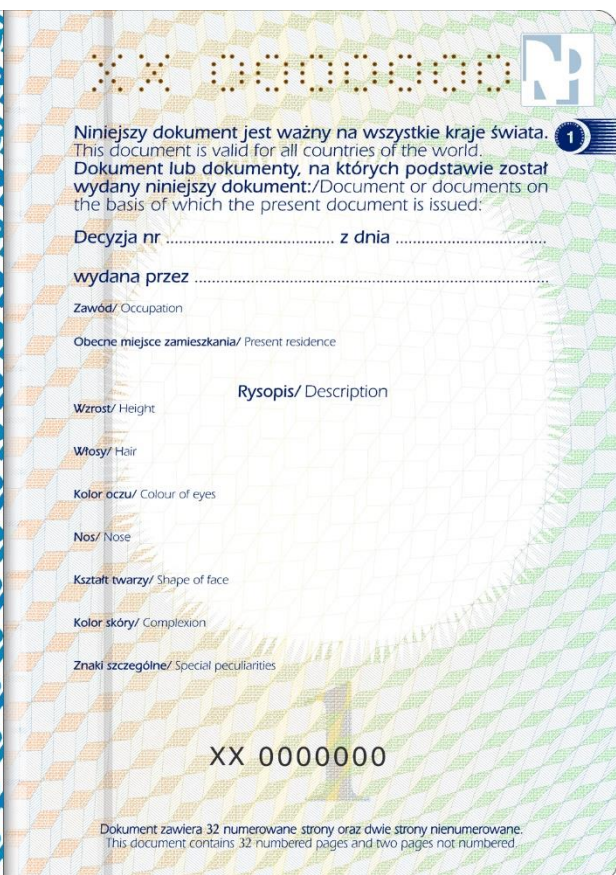 XX 0000000
Niniejszy dokument jest ważny na wszystkie kraje świata.
1
This document is valid for all countries of the world.
Dokument lub dokumenty, na których podstawie został
wydany niniejszy dokument:/Document or documents on
the basis of which the present document is issued:
Decyzja nr ........................................ z dnia ....................................
wydana przez ....................................................................................
Zawód/ Occupation
Obecne miejsce zamieszkania/ Present residence
Rysopis/ Description
Wzrost/ Height
Włosy/ Hair
Kolor oczu/ Colour of eyes
Nos/ Nose
Kształt twarzy/ Shape of face
Kolor skóry/ Complexion
Znaki szczególne/ Special peculiarities
1
XX 0000000
Dokument zawiera 32 numerowane strony oraz dwie strony nienumerowane.
This document contains 32 numbered pages and two pages not numbered.